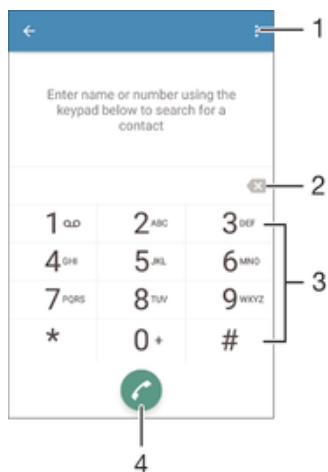 1
Enter name or number using the
keypad below to search for a
contact
2
1 2 ABC 3 DEF
4 GHI 5 JKL 6 MNO
3
7 PQRS 8 TUV 9 WXYZ
* 0 + #
4